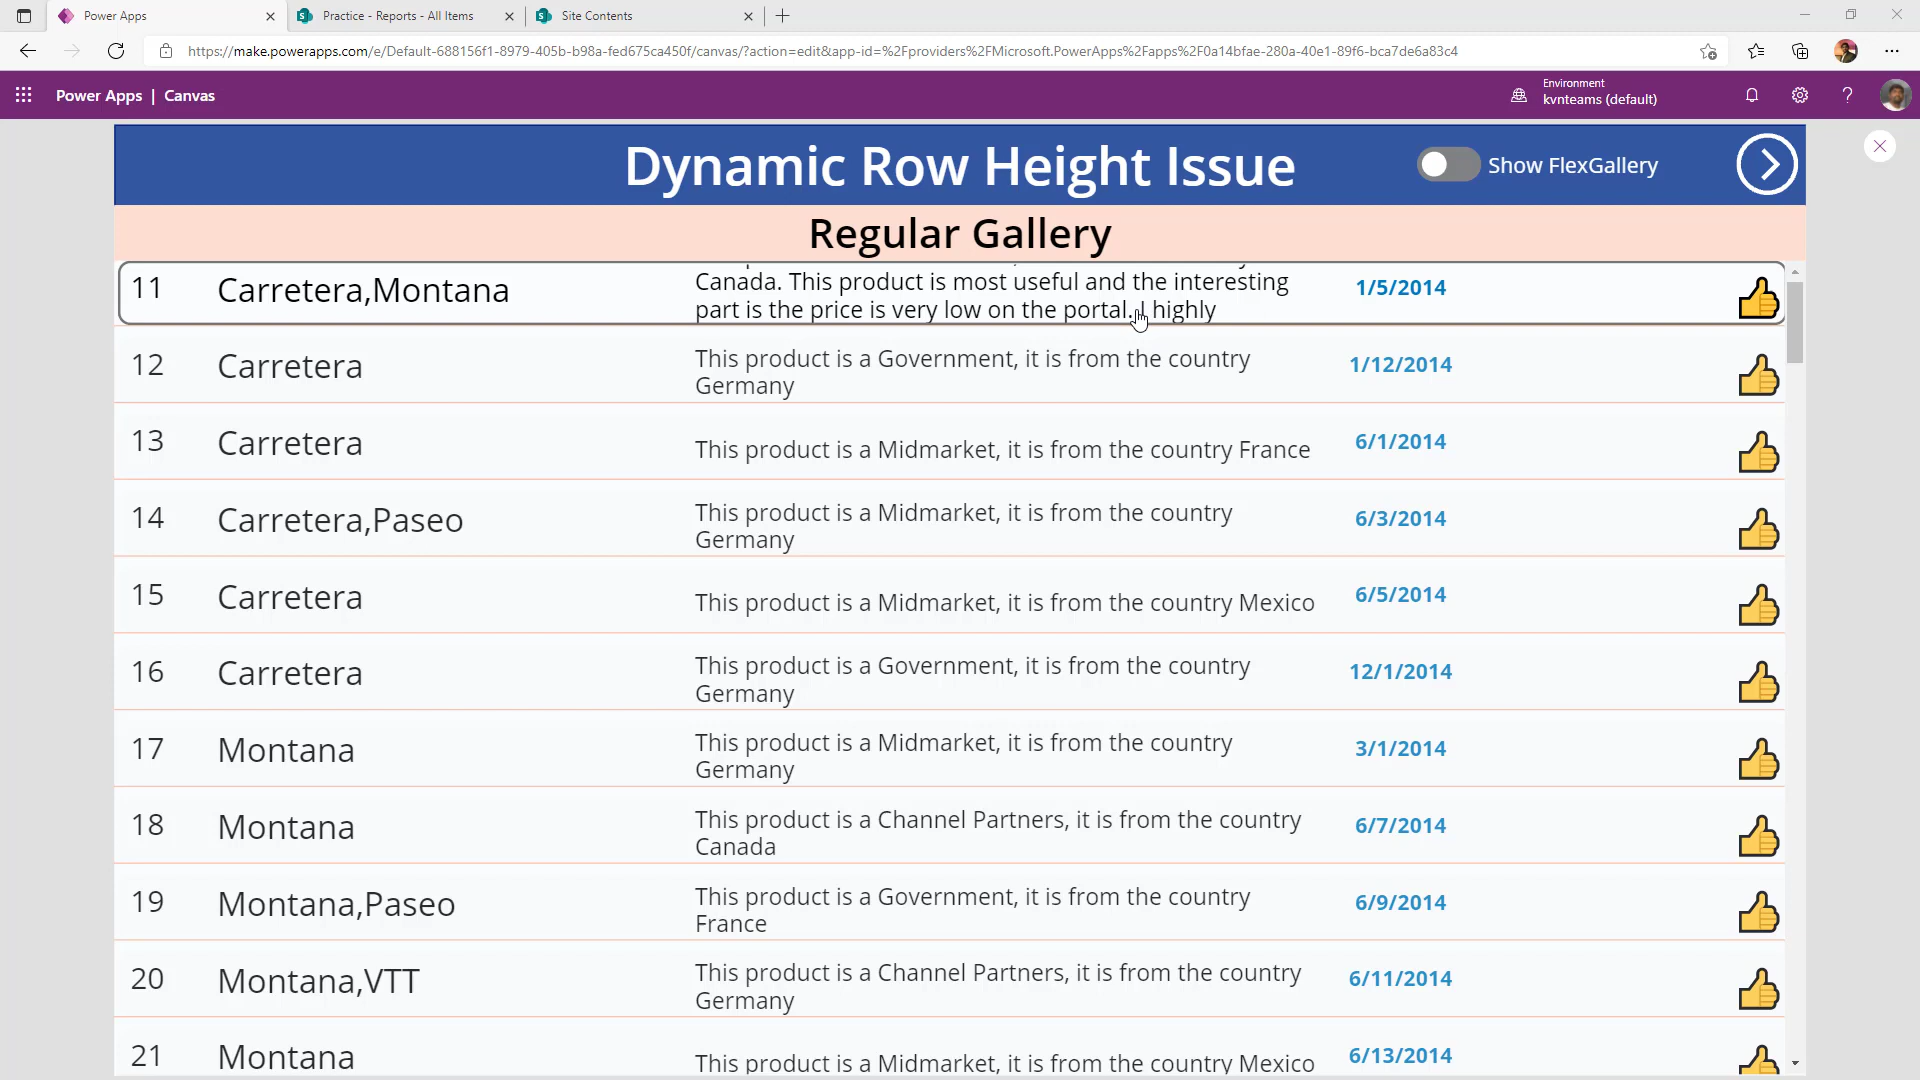 Power Apps
Practice - Reports - All Items
Site Contents
https://make.powerapps.com/e/Default-688156f1-8979-405b-b98a-fed675ca450f/canvas/?action=edit&app-id=%2Fproviders%2FMicrosoft.PowerApps%2Fapps%2F0a14bfae-280a-40e1-89f6-bca7de6a83c4
Power Apps | Canvas
Environment
kvnteams (default)
Dynamic Row Height Issue
Show FlexGallery
Regular Gallery
11
Carretera,Montana
Canada. This product is most useful and the interesting
part is the price is very low on the portal. I highly
1/5/2014
12
Carretera
This product is a Government, it is from the country
Germany
1/12/2014
13
Carretera
This product is a Midmarket, it is from the country France
6/1/2014
14
Carretera,Paseo
This product is a Midmarket, it is from the country
Germany
6/3/2014
15
Carretera
This product is a Midmarket, it is from the country Mexico
6/5/2014
16
Carretera
This product is a Government, it is from the country
Germany
12/1/2014
17
Montana
This product is a Midmarket, it is from the country
Germany
3/1/2014
18
Montana
This product is a Channel Partners, it is from the country
Canada
6/7/2014
19
Montana,Paseo
This product is a Government, it is from the country
France
6/9/2014
20
Montana,VTT
This product is a Channel Partners, it is from the country
Germany
6/11/2014
21
Montana
This product is a Midmarket, it is from the country Mexico
6/13/2014